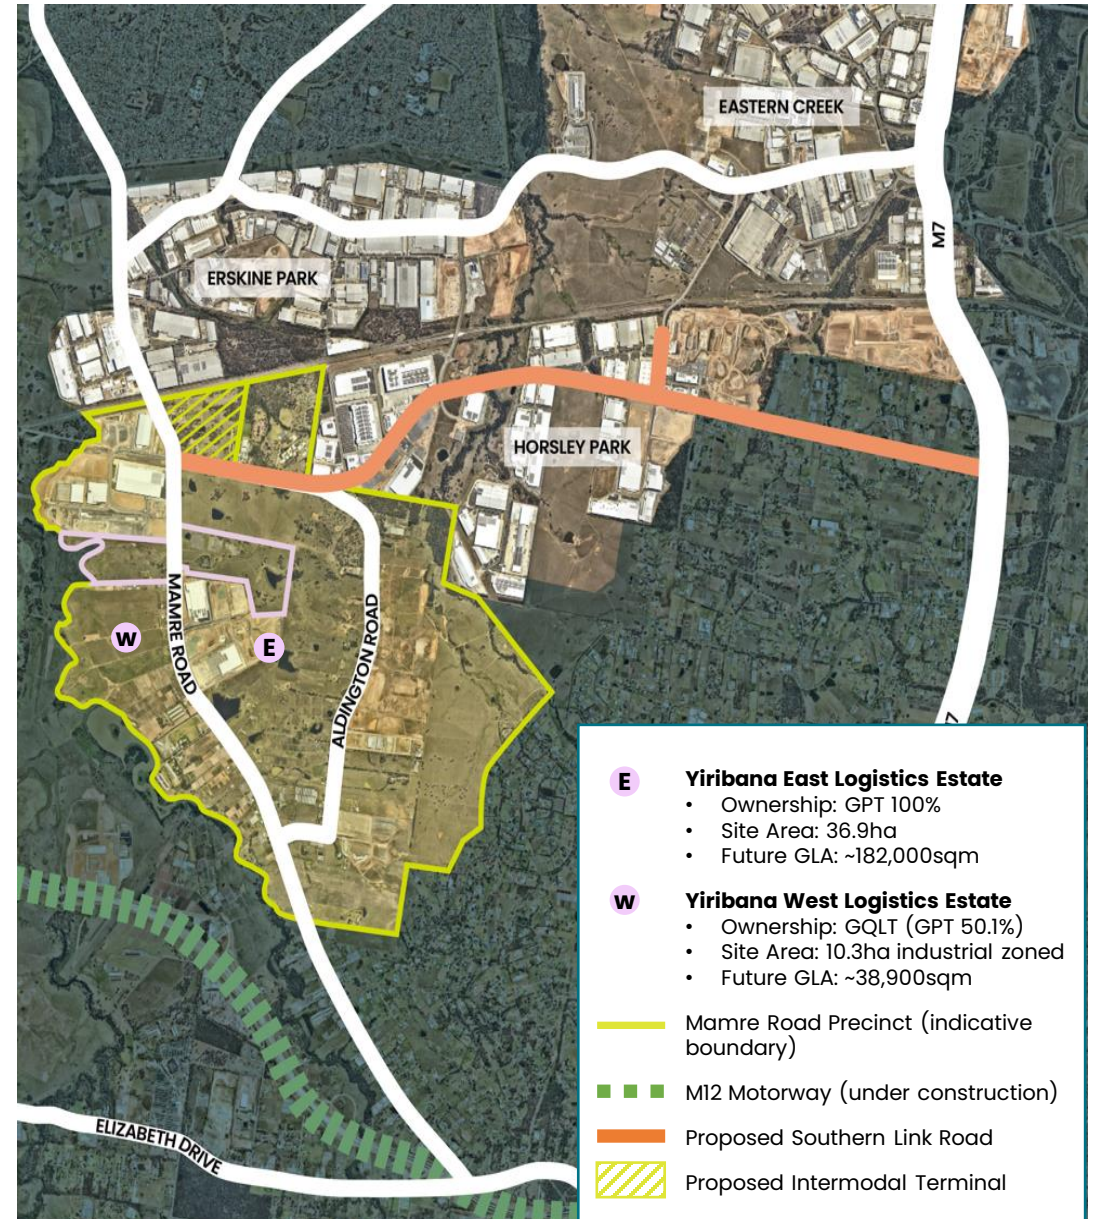 EASTERN CREEK
M7
ERSKINE PARK
HORSLEY PARK
MAMRE ROAD
ALDINGTON ROAD
W
E
7
ELIZABETH DRIVE
E
Yiribana East Logistics Estate
• Ownership: GPT 100%
• Site Area: 36.9ha
• Future GLA: ~182,000sqm
W
Yiribana West Logistics Estate
• Ownership: GQLT (GPT 50.1%)
• Site Area: 10.3ha industrial zoned
• Future GLA: ~38,900sqm
Mamre Road Precinct (indicative
boundary)
M12 Motorway (under construction)
Proposed Southern Link Road
Proposed Intermodal Terminal